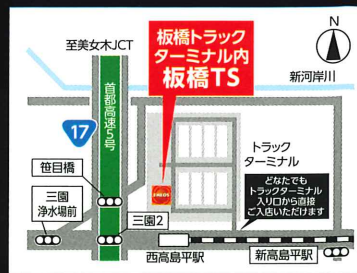 至美女木JCT
板橋トラック
ターミナル内
板橋TS
N
新河岸川
首都高速5号
17
笹目橋
三園
浄水場前
三園2
トラック
ターミナル
どなたでも
トラックターミナル
入り口から直接
ご入店いただけます
西高島平駅
新高島平駅